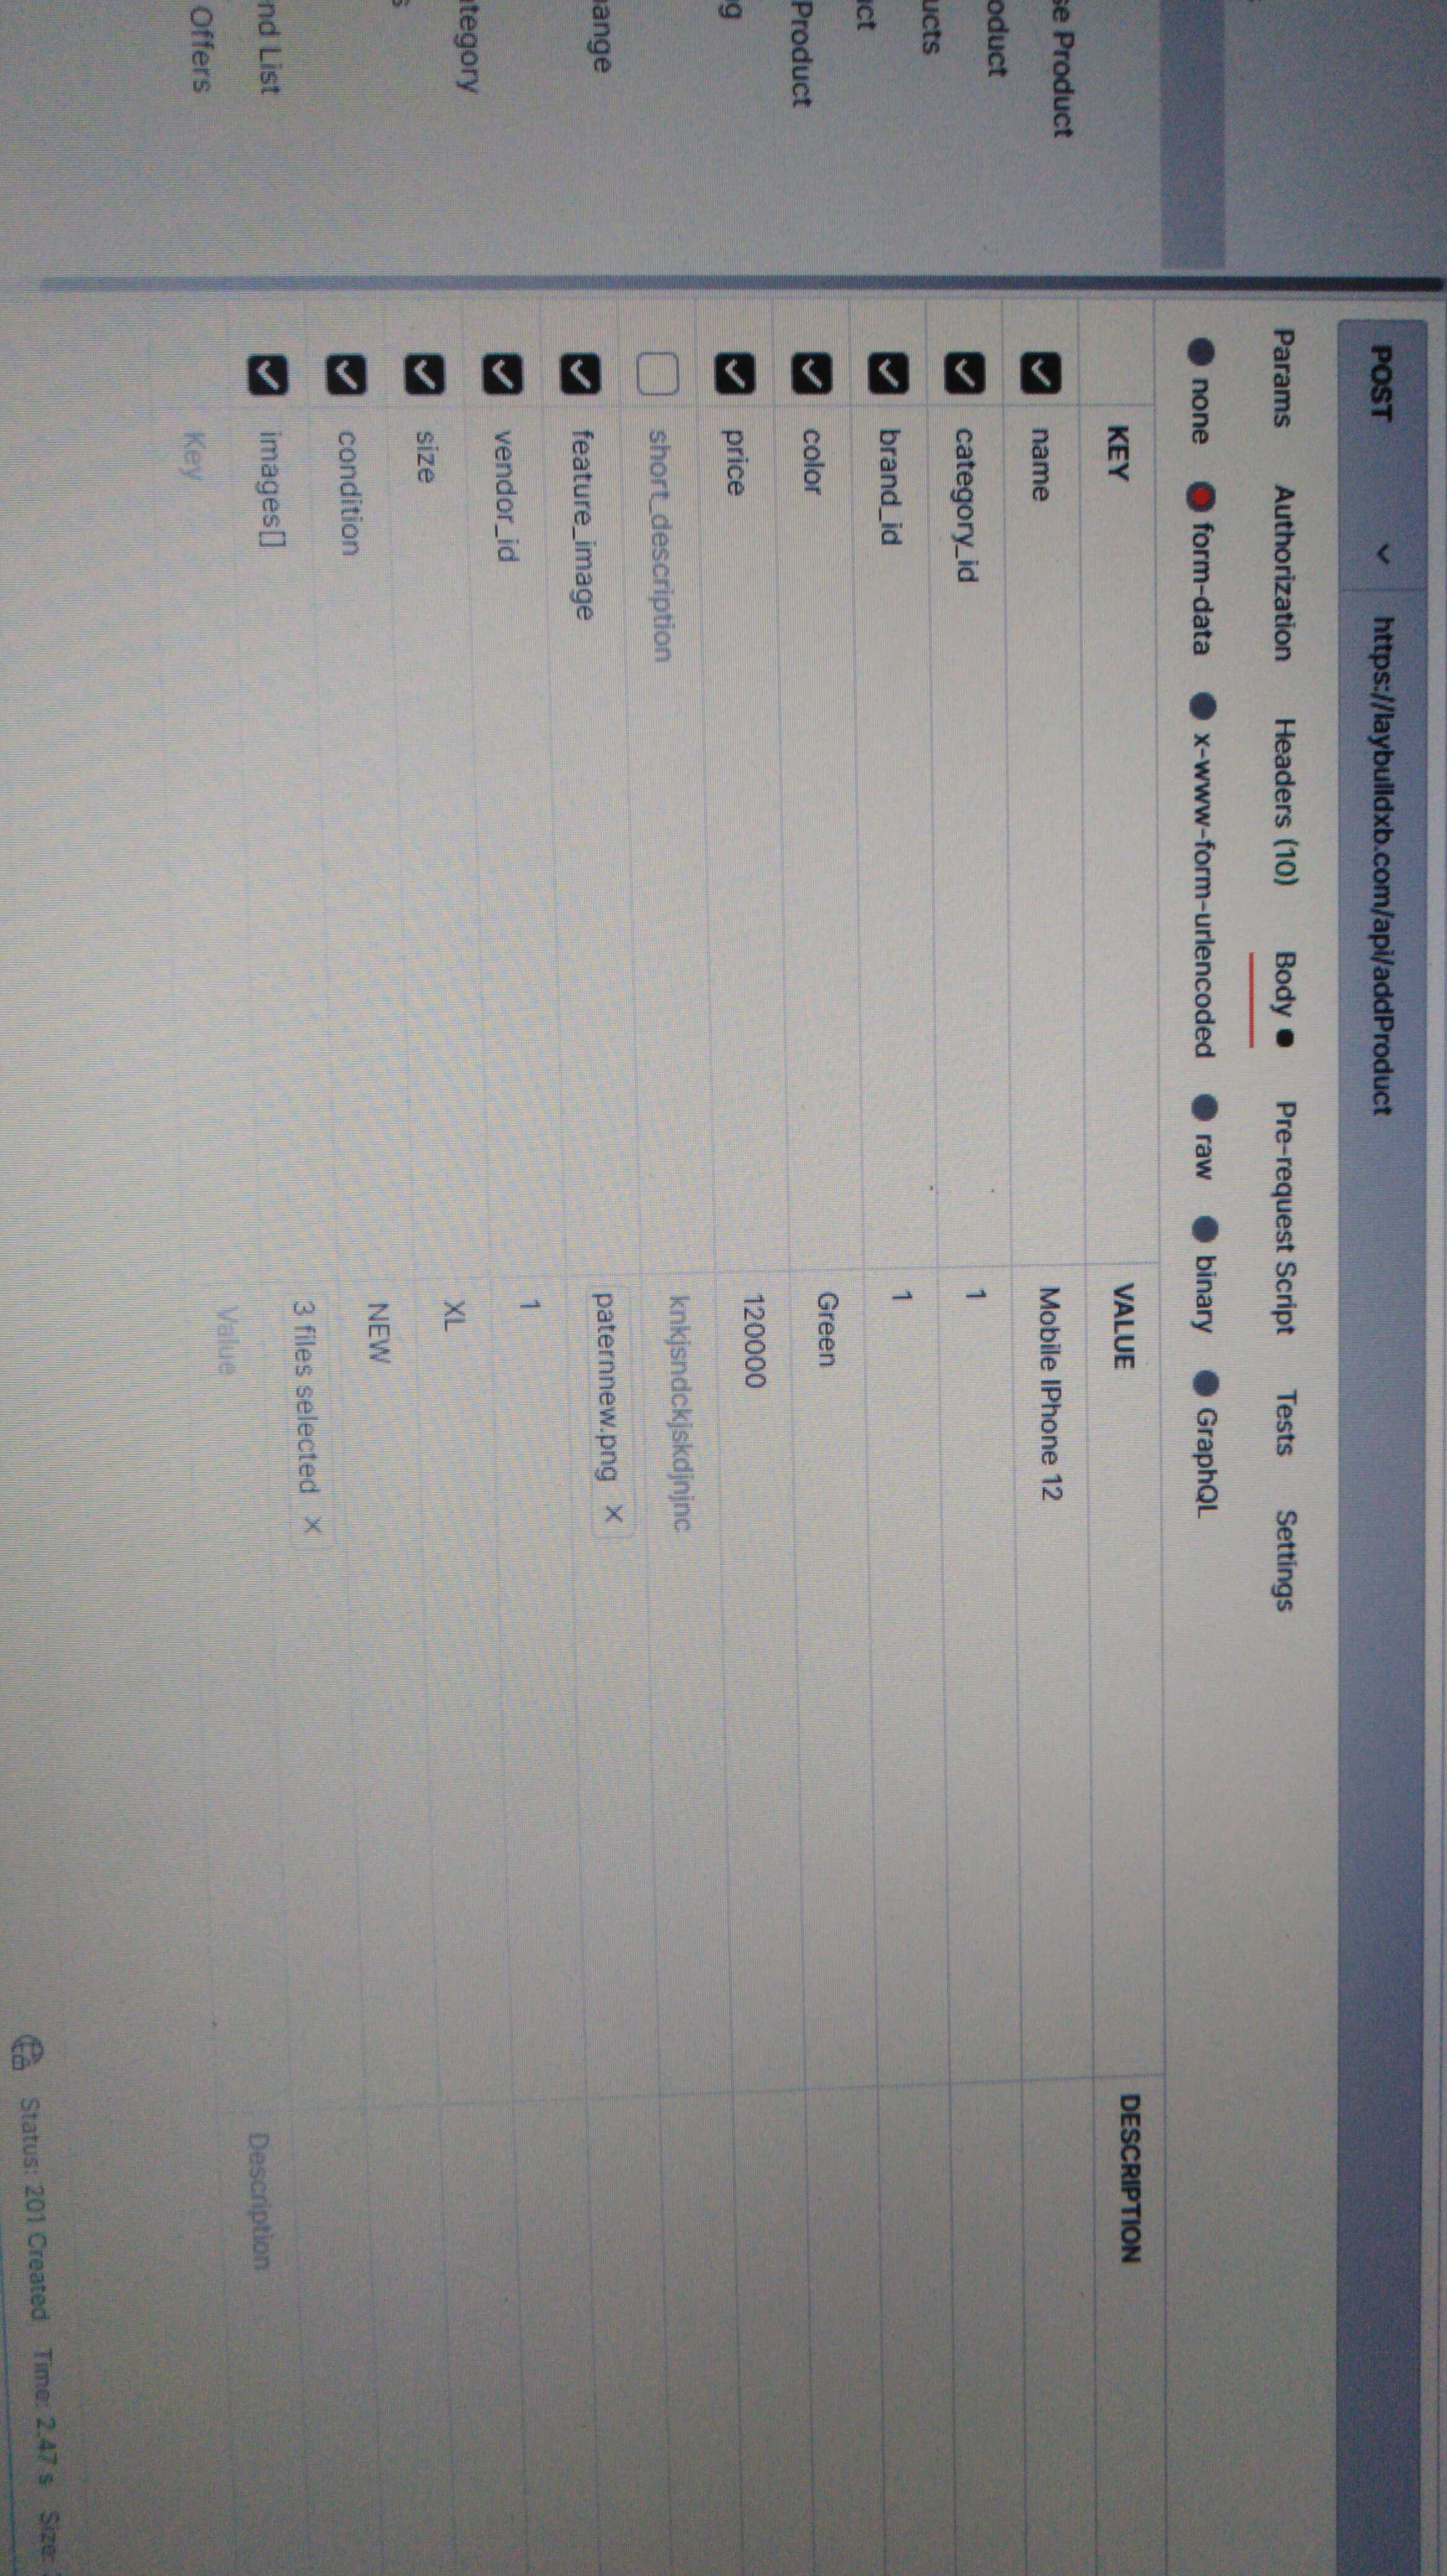 POST https://laybulldxb.com/api/addProduct
Params Authorization Headers (10) Body Pre-request Script Tests Settings
none form-data x-www-form-urlencoded raw binary GraphQL
KEY VALUE DESCRIPTION
name Mobile IPhone 12
category_id 1
brand_id 1
color Green
price 120000
short_description knkjsndckjskdjnjnc
feature_image paternnew.png X
vendor_id 1
size XL
condition NEW
images[] 3 files selected X
Key Value Description
Status: 201 Created Time: 2.47 s Size:
se Product
oduct
ucts
ct
Product
g
ange
tegory
s
nd List
Offers